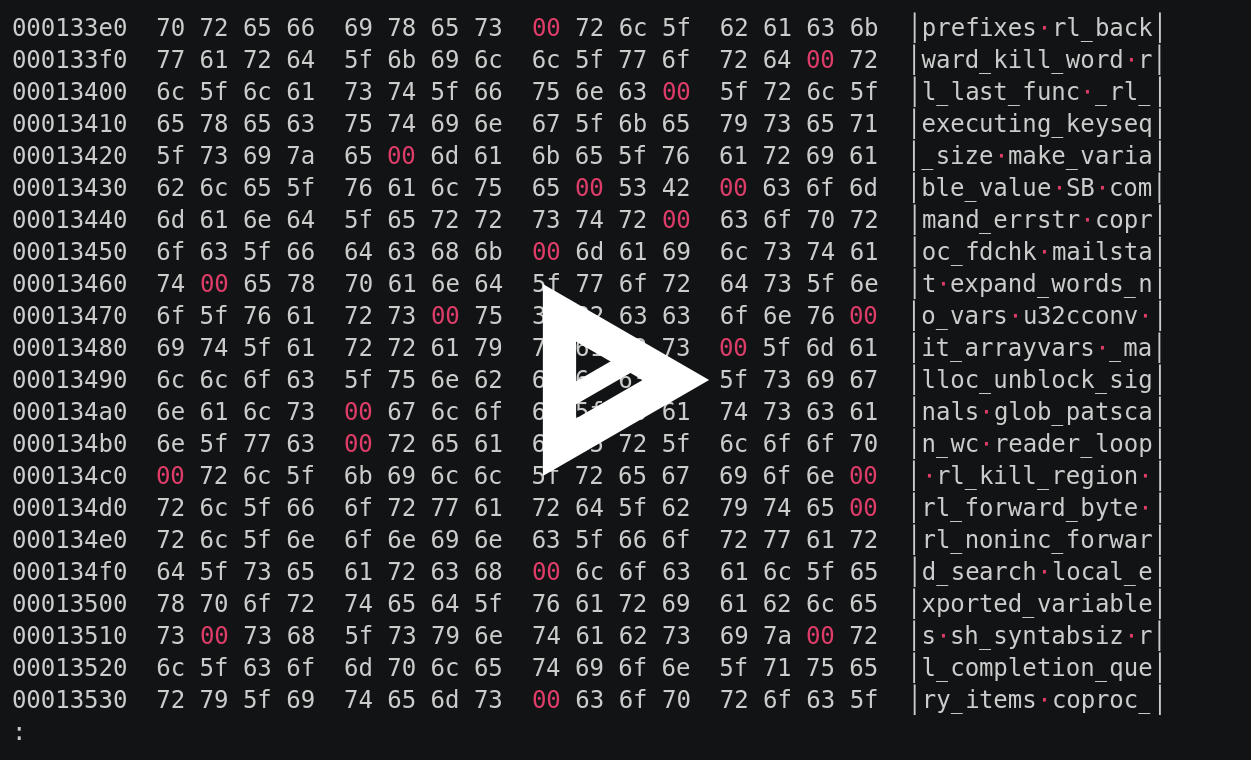 000133e0 70 72 65 66 69 78 65 73 00 72 6c 5f 62 61 63 6b │prefixes·rl_back│
000133f0 77 61 72 64 5f 6b 69 6c 6c 5f 77 6f 72 64 00 72 │ward_kill_word·r│
00013400 6c 5f 6c 61 73 74 5f 66 75 6e 63 00 5f 72 6c 5f │l_last_func·_rl_│
00013410 65 78 65 63 75 74 69 6e 67 5f 6b 65 79 73 65 71 │executing_keyseq│
00013420 5f 73 69 7a 65 00 6d 61 6b 65 5f 76 61 72 69 61 │_size·make_varia│
00013430 62 6c 65 5f 76 61 6c 75 65 00 53 42 00 63 6f 6d │ble_value·SB·com│
00013440 6d 61 6e 64 5f 65 72 72 73 74 72 00 63 6f 70 72 │mand_errstr·copr│
00013450 6f 63 5f 66 64 63 68 6b 00 6d 61 69 6c 73 74 61 │oc_fdchk·mailsta│
00013460 74 00 65 78 70 61 6e 64 5f 77 6f 72 64 73 5f 6e │t·expand_words_n│
00013470 6f 5f 76 61 72 73 00 75 63 63 6f 6e 76 00 │o_vars·u32cconv·│
00013480 69 74 5f 61 72 72 61 79 73 00 5f 6d 61 │it_arrayvars·_ma│
00013490 6c 6c 6f 63 5f 75 6e 62 5f 73 69 67 │lloc_unblock_sig│
000134a0 6e 61 6c 73 00 67 6c 6f 61 74 73 63 61 │nals·glob_patsca│
000134b0 6e 5f 77 63 00 72 65 61 72 5f 6c 6f 6f 70 │n_wc·reader_loop│
000134c0 00 72 6c 5f 6b 69 6c 6c 5f 72 65 67 69 6f 6e 00 │·rl_kill_region·│
000134d0 72 6c 5f 66 6f 72 77 61 72 64 5f 62 79 74 65 00 │rl_forward_byte·│
000134e0 72 6c 5f 6e 6f 6e 69 6e 63 5f 66 6f 72 77 61 72 │rl_noninc_forwar│
000134f0 64 5f 73 65 61 72 63 68 00 6c 6f 63 61 6c 5f 65 │d_search·local_e│
00013500 78 70 6f 72 74 65 64 5f 76 61 72 69 61 62 6c 65 │xported_variable│
00013510 73 00 73 68 5f 73 79 6e 74 61 62 73 69 7a 00 72 │s·sh_syntabsiz·r│
00013520 6c 5f 63 6f 6d 70 6c 65 74 69 6f 6e 5f 71 75 65 │l_completion_que│
00013530 72 79 5f 69 74 65 6d 73 00 63 6f 70 72 6f 63 5f │ry_items·coproc_│
: